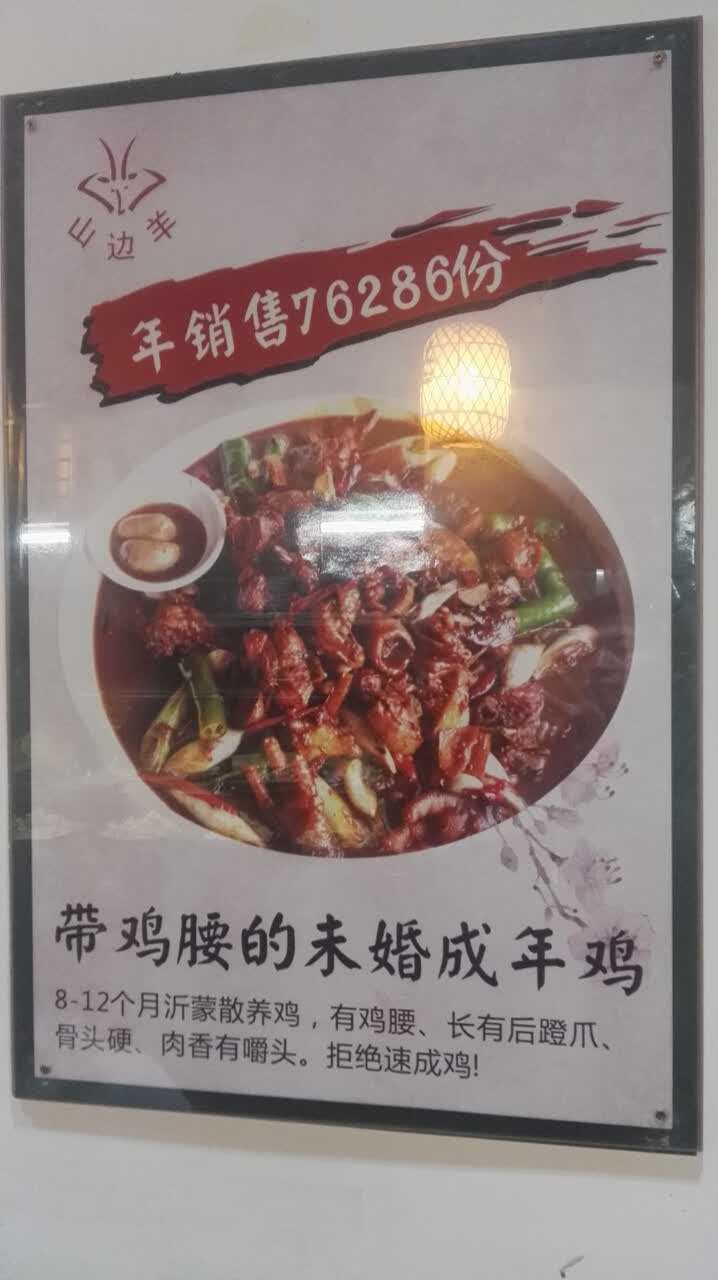 三边羊
年销售76286份
带鸡腰的未婚成年鸡
8-12个月沂蒙散养鸡，有鸡腰、长有后蹬爪、
骨头硬、肉香有嚼头。拒绝速成鸡!